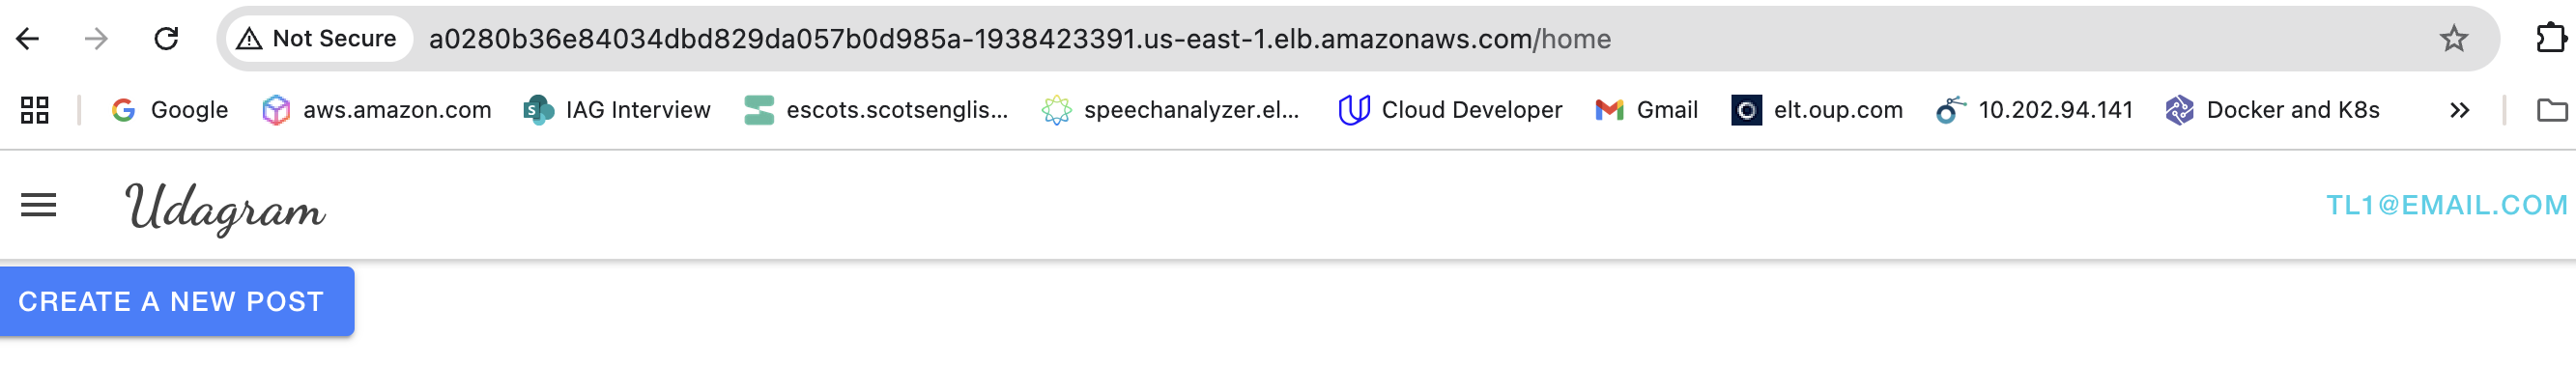 Not Secure a0280b36e84034dbd829da057b0d985a-1938423391.us-east-1.elb.amazonaws.com/home
Google aws.amazon.com IAG Interview escots.scotsenglis... speechanalyzer.el... Cloud Developer Gmail elt.oup.com 10.202.94.141 Docker and K8s
Udagram TL1@EMAIL.COM
CREATE A NEW POST